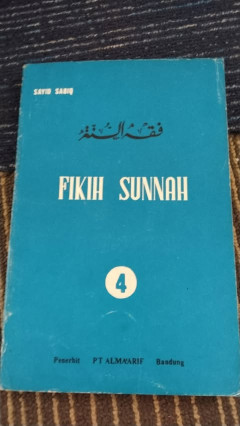 SAYID SABIQ
فقه السنة
FIKIH SUNNAH
4
Penerbit PT ALMA'ARIF Bandung